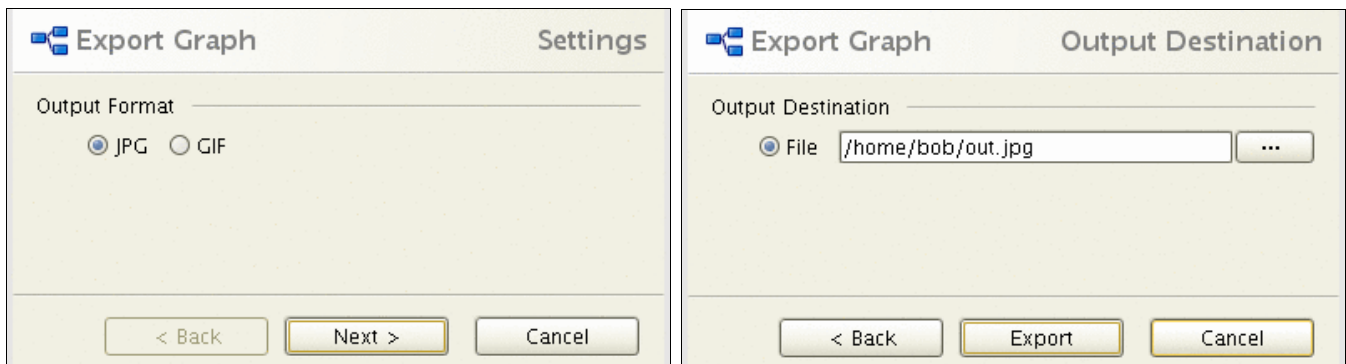 Export Graph Settings
Output Format
JPG GIF
< Back Next > Cancel
Export Graph Output Destination
Output Destination
File /home/bob/out.jpg ...
< Back Export Cancel